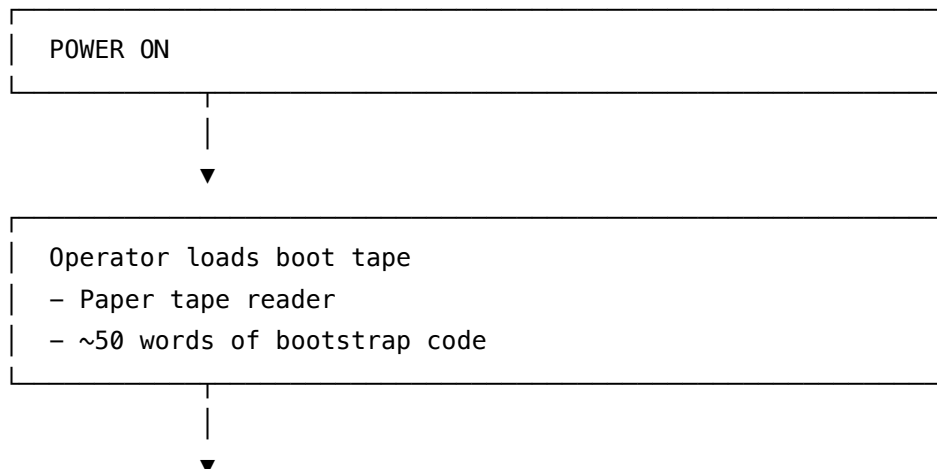 POWER ON
Operator loads boot tape
– Paper tape reader
– ~50 words of bootstrap code